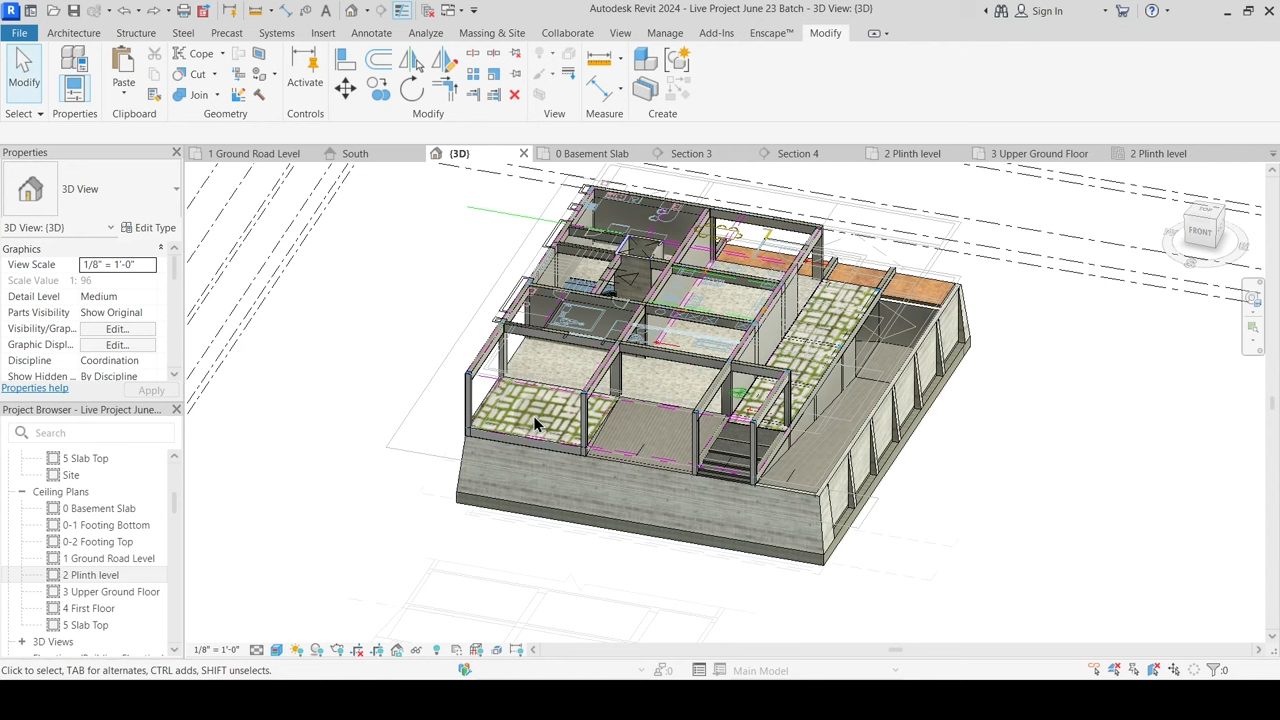 Autodesk Revit 2024 - Live Project June 23 Batch - 3D View: {3D}
Sign In
File
Architecture
Structure
Steel
Precast
Systems
Insert
Annotate
Analyze
Massing & Site
Collaborate
View
Manage
Add-Ins
Enscape™
Modify
Modify
Properties
Paste
Cope
Cut
Join
Activate
Select
Properties
Clipboard
Geometry
Controls
Modify
View
Measure
Create
Properties
1 Ground Road Level
South
{3D}
0 Basement Slab
Section 3
Section 4
2 Plinth level
3 Upper Ground Floor
2 Plinth level
3D View
3D View: {3D}
Edit Type
Graphics
View Scale
1/8" = 1'-0"
Scale Value 1:
96
Detail Level
Medium
Parts Visibility
Show Original
Visibility/Grap...
Edit...
Graphic Displ...
Edit...
Discipline
Coordination
Show Hidden ...
By Discipline
Properties help
Apply
TOP
FRONT
Project Browser - Live Project June...
Search
5 Slab Top
Site
Ceiling Plans
0 Basement Slab
0-1 Footing Bottom
0-2 Footing Top
1 Ground Road Level
2 Plinth level
3 Upper Ground Floor
4 First Floor
5 Slab Top
3D Views
1/8" = 1'-0"
Click to select, TAB for alternates, CTRL adds, SHIFT unselects.
:0
Main Model
:0